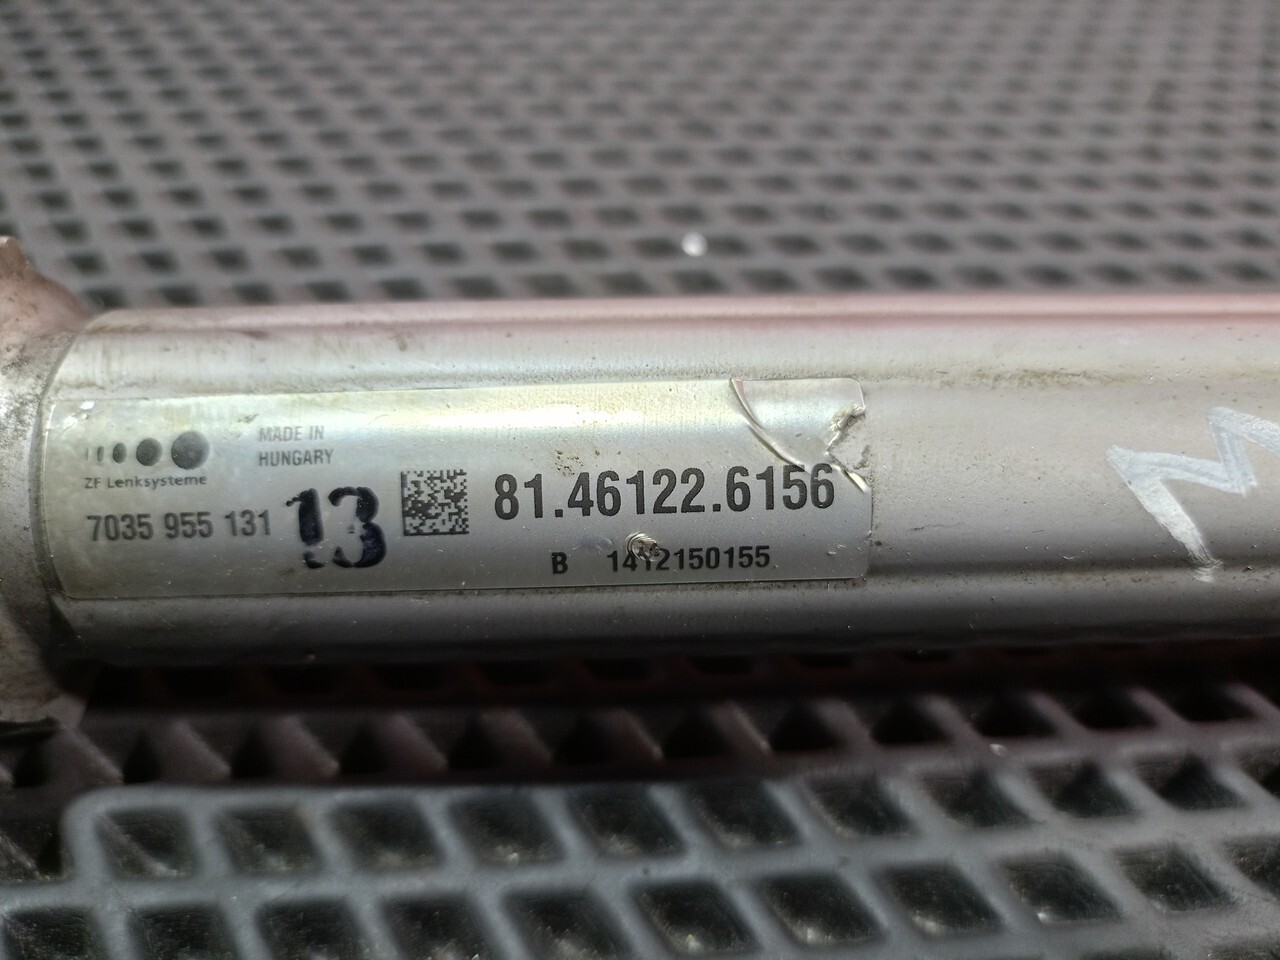 ZF Lenksysteme
MADE IN
HUNGARY
7035 955 131
13
81.46122.6156
B 1412150155